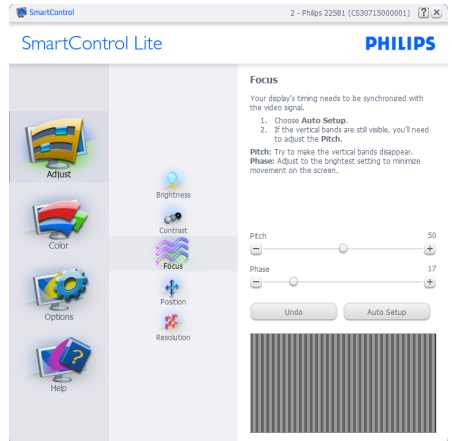 SmartControl
2 - Philips 225B1 (CS30715000001)
?
SmartControl Lite
PHILIPS
Adjust
Color
Options
Help
Brightness
Contrast
Focus
Position
Resolution
Focus
Your display's timing needs to be synchronized with
the video signal.
1. Choose Auto Setup.
2. If the vertical bands are still visible, you'll need
to adjust the Pitch.
Pitch: Try to make the vertical bands disappear.
Phase: Adjust to the brightest setting to minimize
movement on the screen.
Pitch 50
Phase 17
Undo Auto Setup